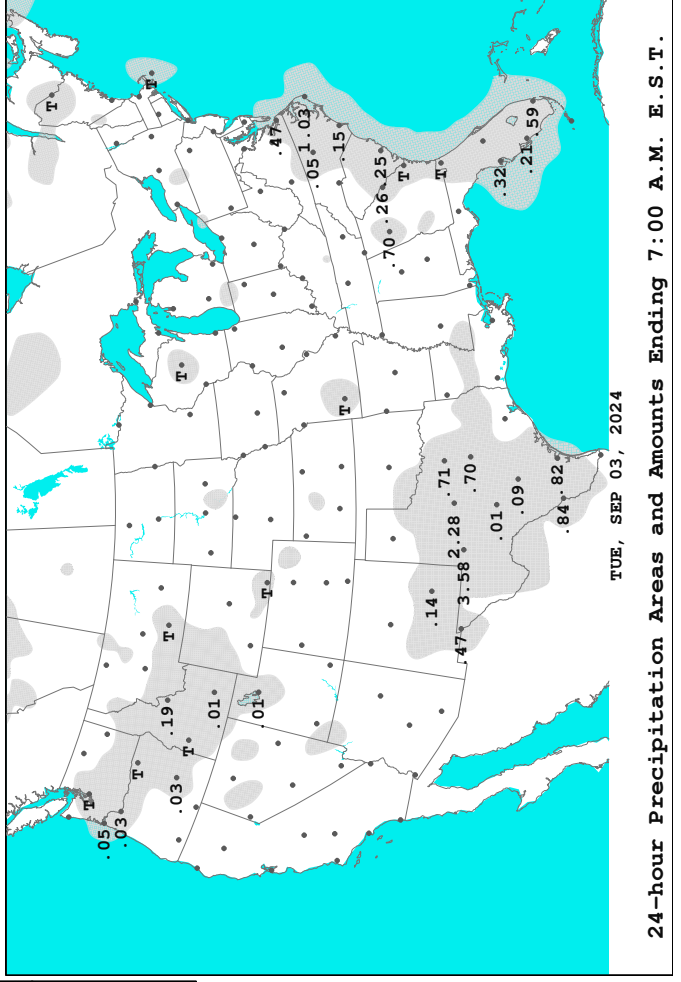 T
T
.05
.03
T
T
.19
T
.03
T
T
.01
.01
T
.47
1.03
.05
.15
T
.25
.26
.70
T
.14
T
.71
2.28
.47
3.58
.70
.01
.32
.09
.21
.59
.82
.84
TUE, SEP 03, 2024
24-hour Precipitation Areas and Amounts Ending 7:00 A.M. E.S.T.